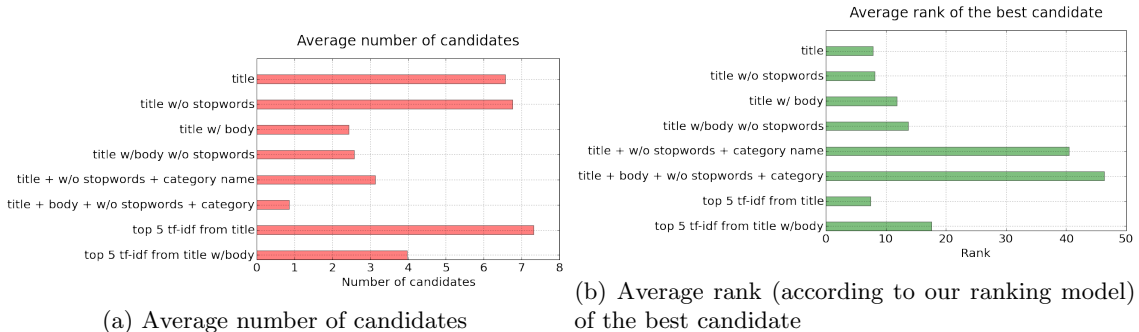 Average number of candidates
title
title w/o stopwords
title w/ body
title w/body w/o stopwords
title + w/o stopwords + category name
title + body + w/o stopwords + category
top 5 tf-idf from title
top 5 tf-idf from title w/body
0 1 2 3 4 5 6 7 8
Number of candidates
(a) Average number of candidates
Average rank of the best candidate
title
title w/o stopwords
title w/ body
title w/body w/o stopwords
title + w/o stopwords + category name
title + body + w/o stopwords + category
top 5 tf-idf from title
top 5 tf-idf from title w/body
0 10 20 30 40 50
Rank
(b) Average rank (according to our ranking model)
of the best candidate